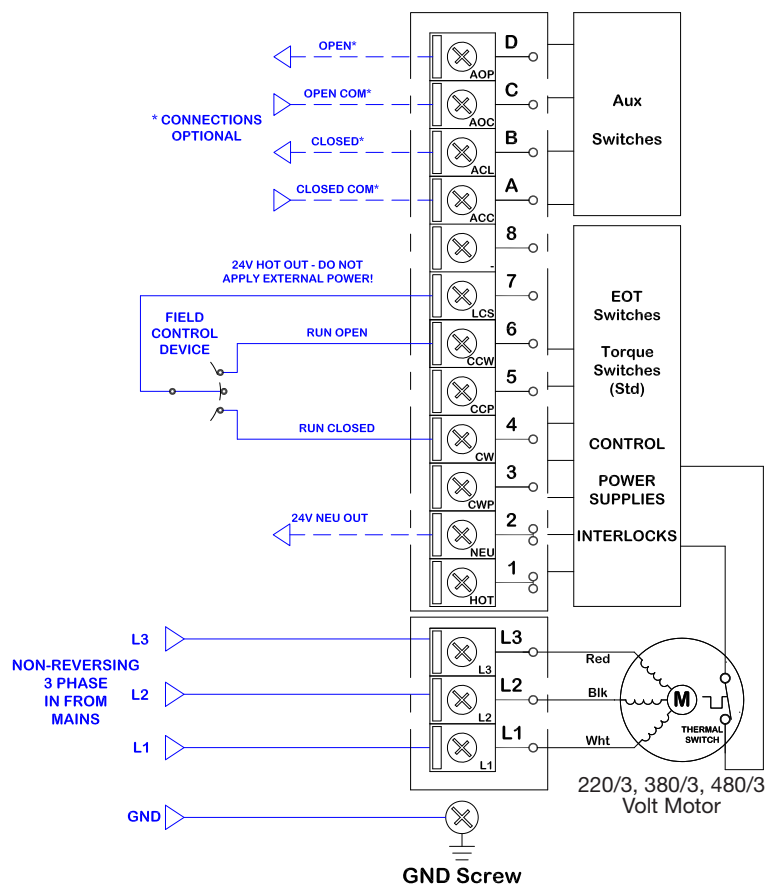 OPEN*
D
AOP
OPEN COM*
C
AOC
* CONNECTIONS
OPTIONAL
CLOSED*
B
ACL
CLOSED COM*
A
ACC
Aux
Switches
8
-
24V HOT OUT - DO NOT
APPLY EXTERNAL POWER!
7
LCS
FIELD
CONTROL
DEVICE
RUN OPEN
6
CCW
5
CCP
RUN CLOSED
4
CW
3
CWP
24V NEU OUT
2
NEU
1
HOT
EOT
Switches
Torque
Switches
(Std)
CONTROL
POWER
SUPPLIES
INTERLOCKS
NON-REVERSING
3 PHASE
IN FROM
MAINS
L3
L3
L3
Red
L2
L2
L2
Blk
L1
L1
L1
Wht
M
THERMAL
SWITCH
220/3, 380/3, 480/3
Volt Motor
GND
GND Screw